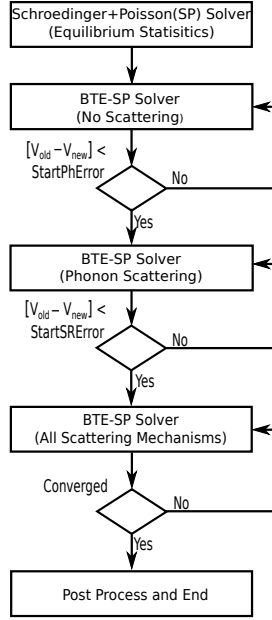 Schroedinger+Poisson(SP) Solver
(Equilibrium Statisitics)
BTE-SP Solver
(No Scattering)
[Vold − Vnew] <
StartPhError
No
Yes
BTE-SP Solver
(Phonon Scattering)
[Vold − Vnew] <
StartSRError
No
Yes
BTE-SP Solver
(All Scattering Mechanisms)
Converged
No
Yes
Post Process and End